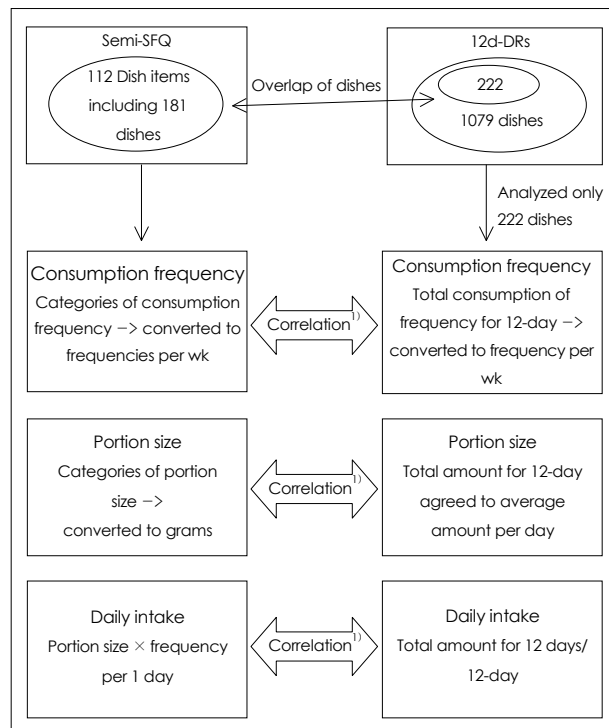 Semi-SFQ
112 Dish items
including 181
dishes
Overlap of dishes
12d-DRs
222
1079 dishes
Analyzed only
222 dishes
Consumption frequency
Categories of consumption
frequency −> converted to
frequencies per wk
Correlation1)
Consumption frequency
Total consumption of
frequency for 12-day −>
converted to frequency per
wk
Portion size
Categories of portion
size −>
converted to grams
Correlation1)
Portion size
Total amount for 12-day
agreed to average
amount per day
Daily intake
Portion size × frequency
per 1 day
Correlation1)
Daily intake
Total amount for 12 days/
12-day